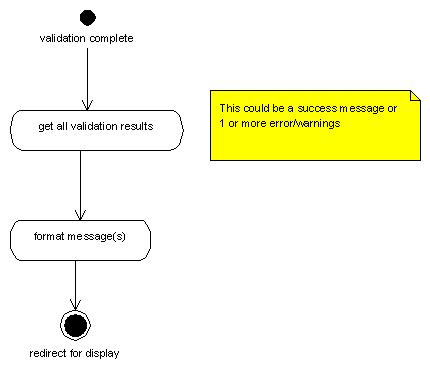 validation complete
get all validation results
This could be a success message or
1 or more error/warnings
format message(s)
redirect for display